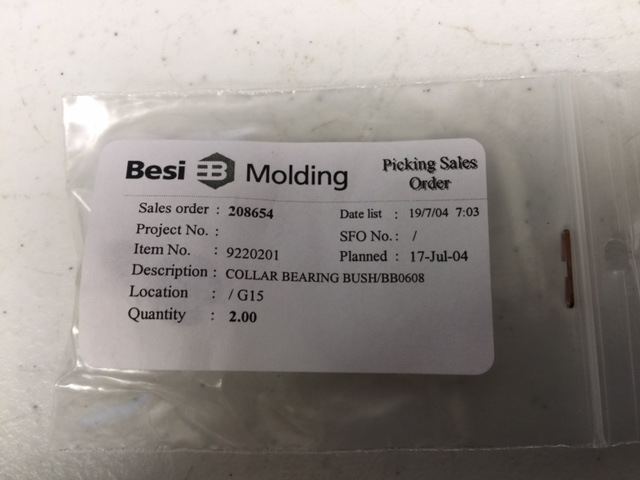 Besi B Molding
Picking Sales Order
Sales order : 208654
Date list : 19/7/04 7:03
Project No. :
SFO No. : /
Item No. : 9220201
Planned : 17-Jul-04
Description : COLLAR BEARING BUSH/BB0608
Location : / G15
Quantity : 2.00